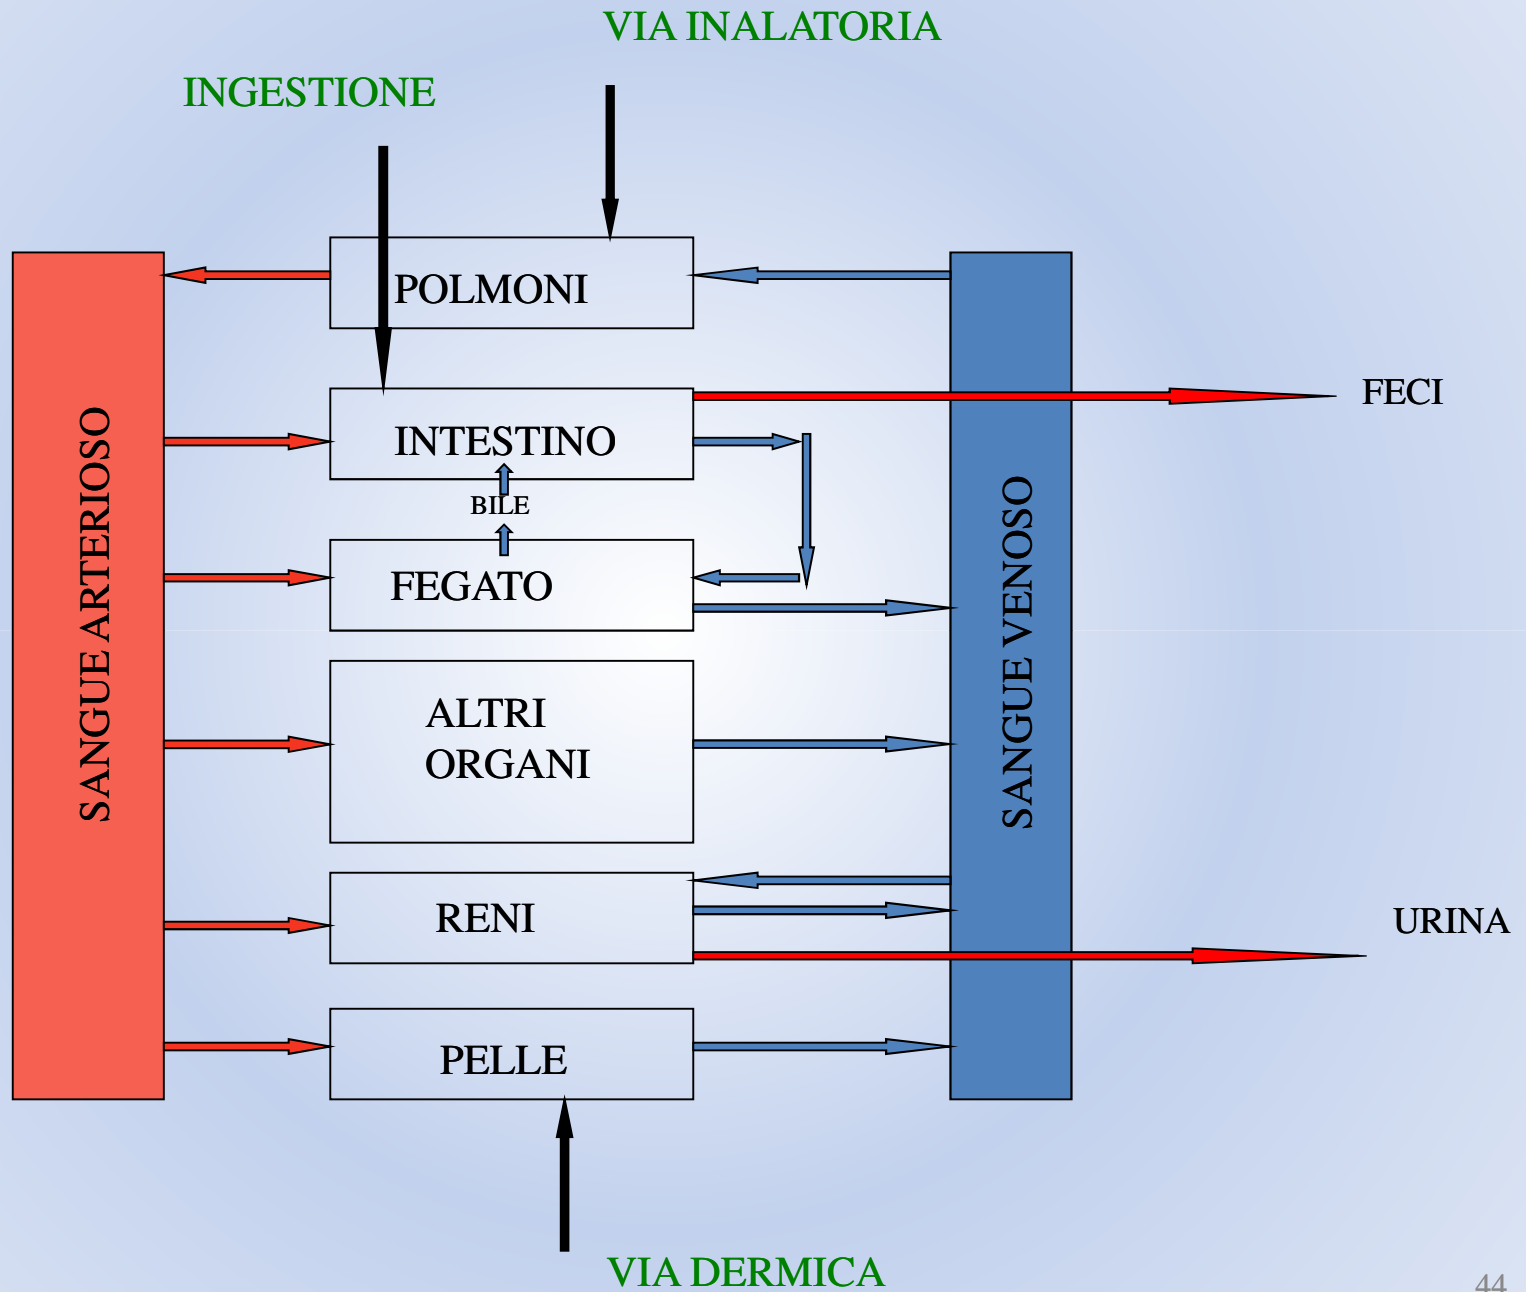 VIA INALATORIA
INGESTIONE
POLMONI
FECI
INTESTINO
BILE
FEGATO
SANGUE ARTERIOSO
SANGUE VENOSO
ALTRI
ORGANI
RENI
URINA
PELLE
VIA DERMICA
44